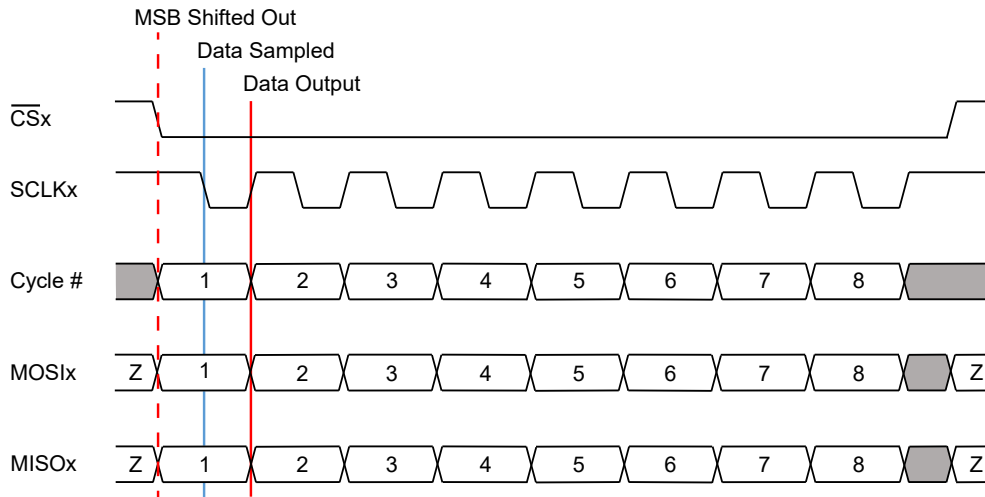 MSB Shifted Out
Data Sampled
Data Output
C̅S̅x
SCLKx
Cycle # 1 2 3 4 5 6 7 8
MOSIx Z 1 2 3 4 5 6 7 8 Z
MISOx Z 1 2 3 4 5 6 7 8 Z